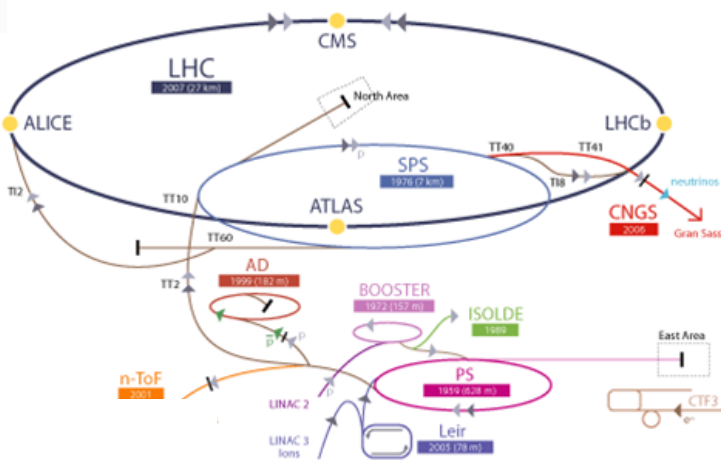 CMS
LHC
2007 (27 km)
North Area
ALICE
LHCb
p
TT40
TT41
SPS
1976 (7 km)
TI8
neutrinos
TI2
TT10
ATLAS
CNGS
2006
Gran Sass
TT60
AD
1999 (182 m)
TT2
BOOSTER
1972 (157 m)
ISOLDE
1989
East Area
p
p
n-ToF
2001
PS
1959 (628 m)
p
LINAC 2
CTF3
e-
LINAC 3
Ions
Leir
2005 (78 m)